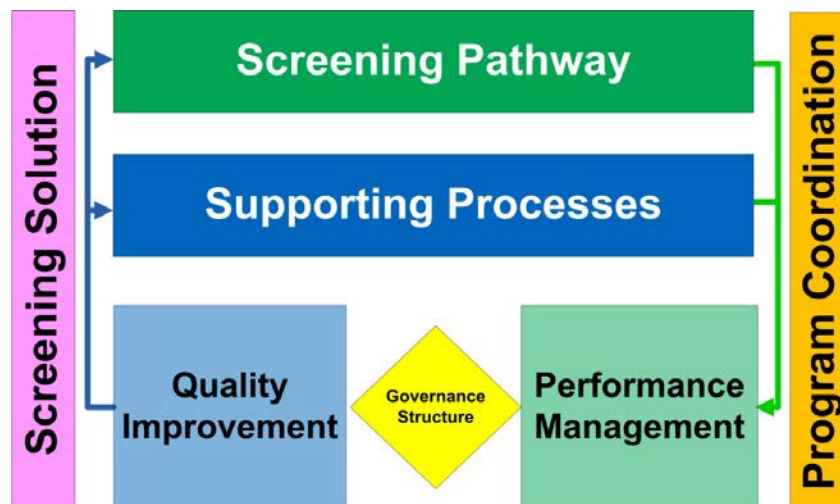 Screening Solution
Screening Pathway
Supporting Processes
Quality
Improvement
Governance
Structure
Performance
Management
Program Coordination